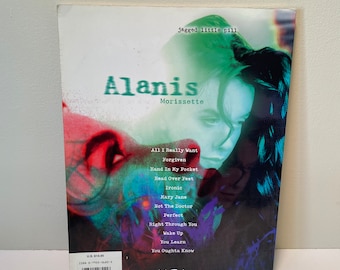 jagged little pill
Alanis
Morissette
All I Really Want
Forgiven
Hand In My Pocket
Head Over Feet
Ironic
Mary Jane
Not The Doctor
Perfect
Right Through You
Wake Up
You Learn
You Oughta Know